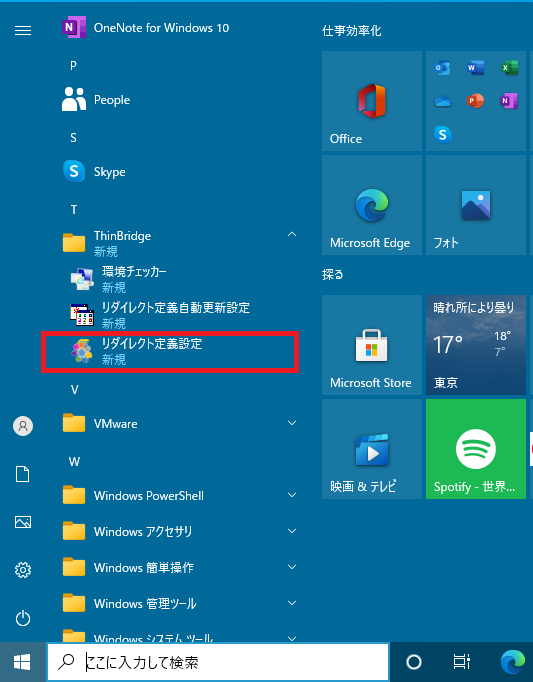 OneNote for Windows 10
P
People
S
Skype
T
ThinBridge
新規
環境チェッカー
新規
リダイレクト定義自動更新設定
新規
リダイレクト定義設定
新規
V
VMware
W
Windows PowerShell
Windows アクセサリ
Windows 簡単操作
Windows 管理ツール
Windows システム ツール
仕事効率化
Office
Microsoft Edge
フォト
探る
Microsoft Store
晴れ所により曇り
17°
18°
7°
東京
映画 & テレビ
Spotify - 世界...
ここに入力して検索